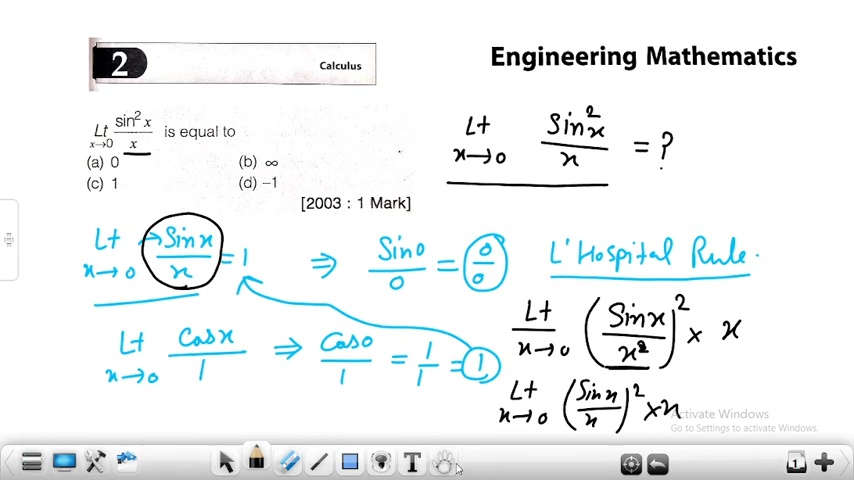 2
Calculus
Engineering Mathematics
Lt x→0 sin² x / x is equal to
(a) 0 (b) ∞
(c) 1 (d) −1
[2003 : 1 Mark]
Lt x→0 Sin²x / x = ?
Lt x→0 Sinx / x = 1 ⇒ Sin0 / 0 = 0 / 0 L' Hospital Rule.
Lt x→0 Cosx / 1 ⇒ Cos0 / 1 = 1 / 1 = 1
Lt x→0 (Sinx / x²)² × x
Lt x→0 (Sinx / x)² × x
Activate Windows
Go to Settings to activate Windows.
T
1